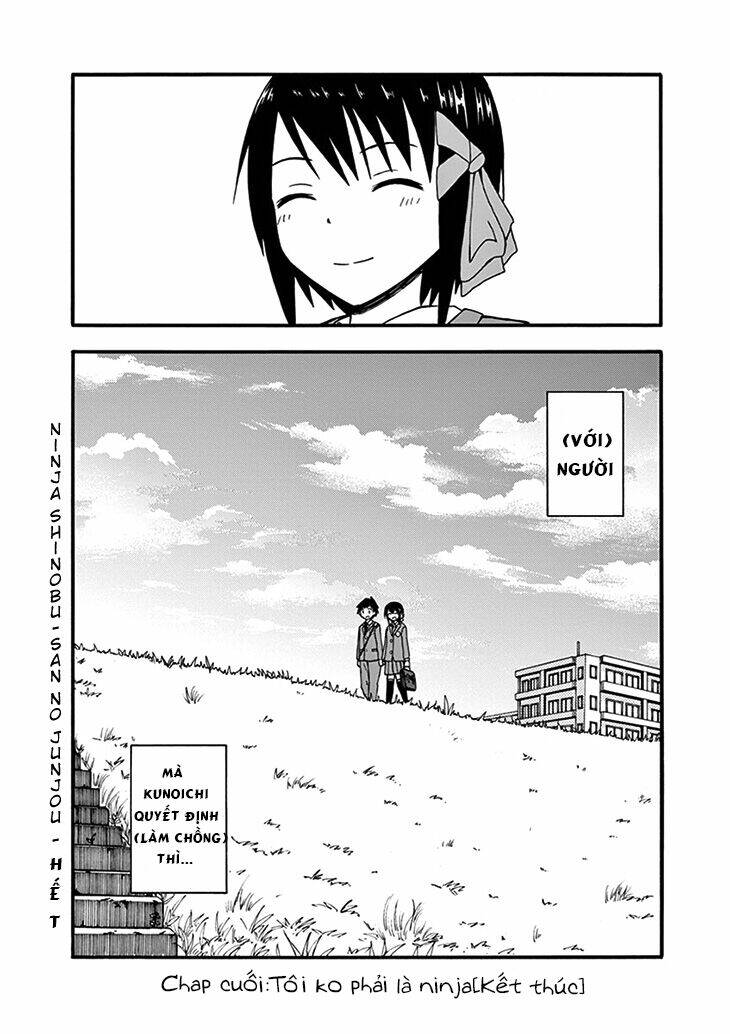 (VỚI)
NGƯỜI
MÀ
KUNOICHI
QUYẾT ĐỊNH
(LÀM CHỒNG)
THÌ...
NINJA SHINOBU-SAN NO JUNJOU - HẾT
Chap cuối:Tôi ko phải là ninja[Kết thúc]